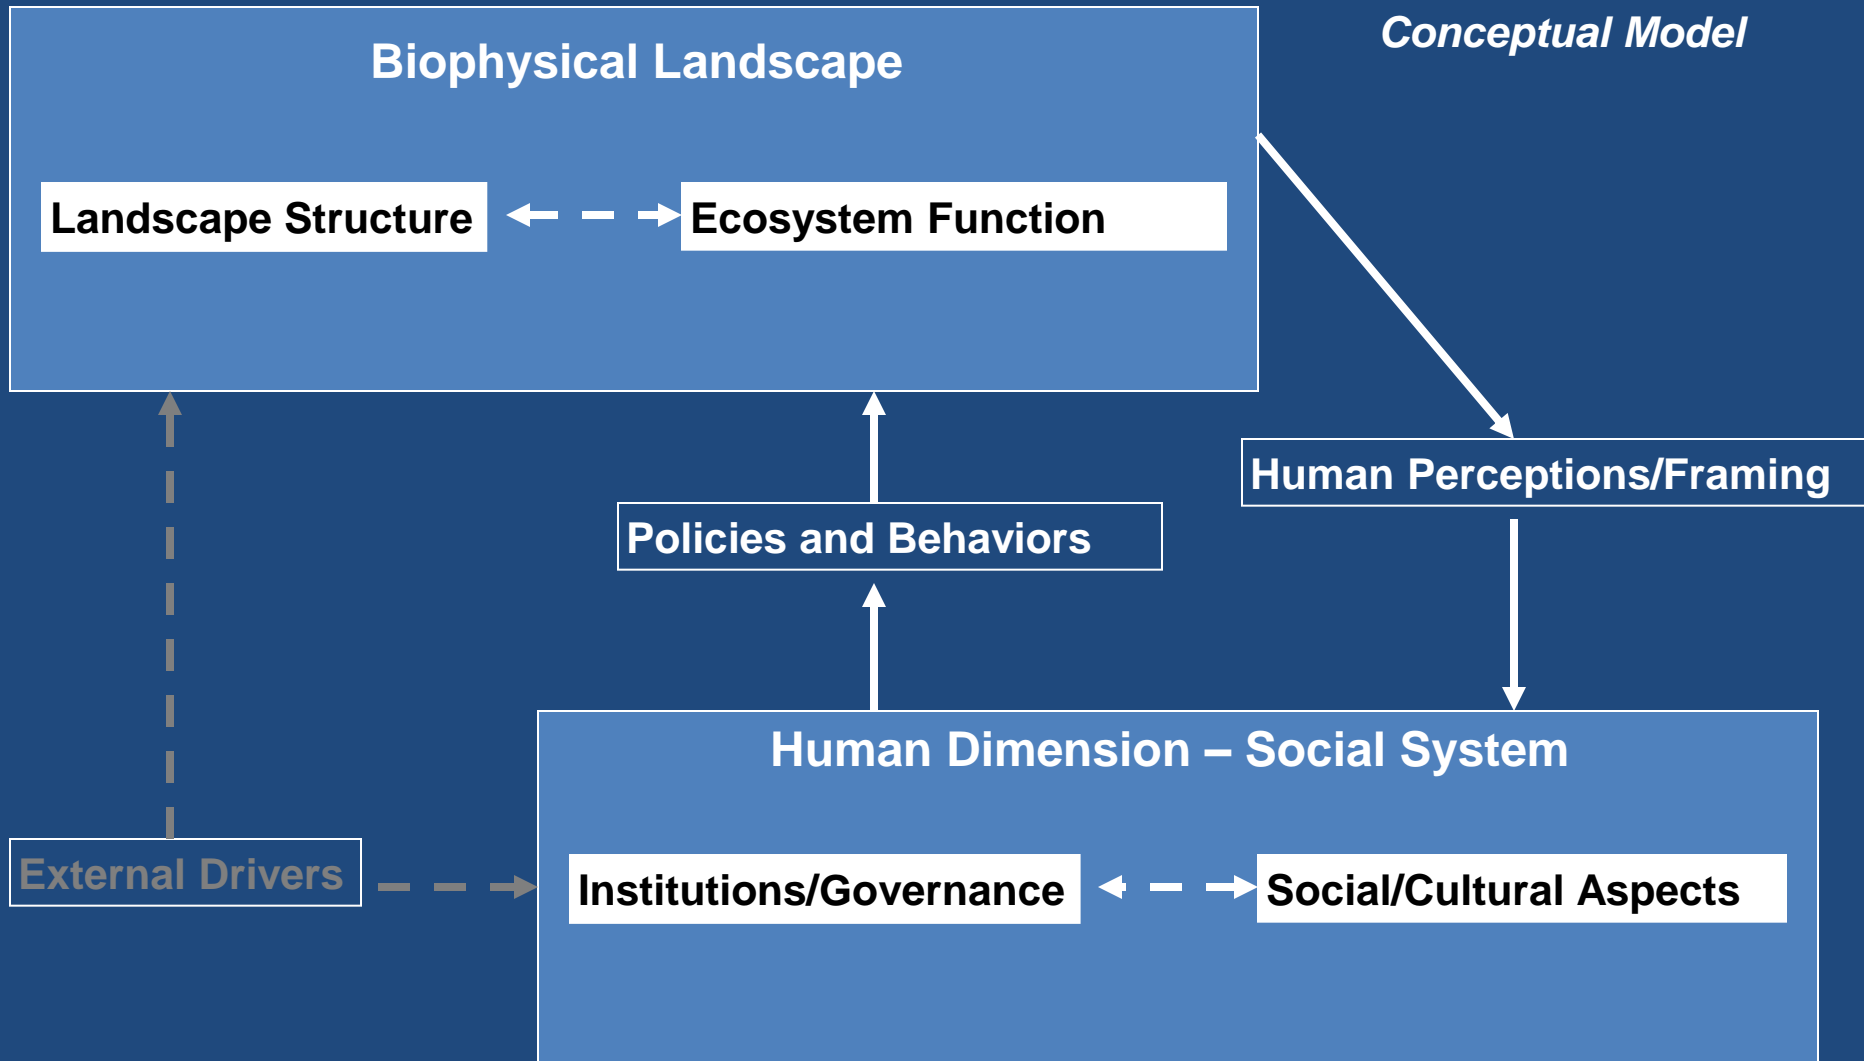 Conceptual Model
Biophysical Landscape
Landscape Structure
Ecosystem Function
Human Perceptions/Framing
Policies and Behaviors
Human Dimension – Social System
External Drivers
Institutions/Governance
Social/Cultural Aspects